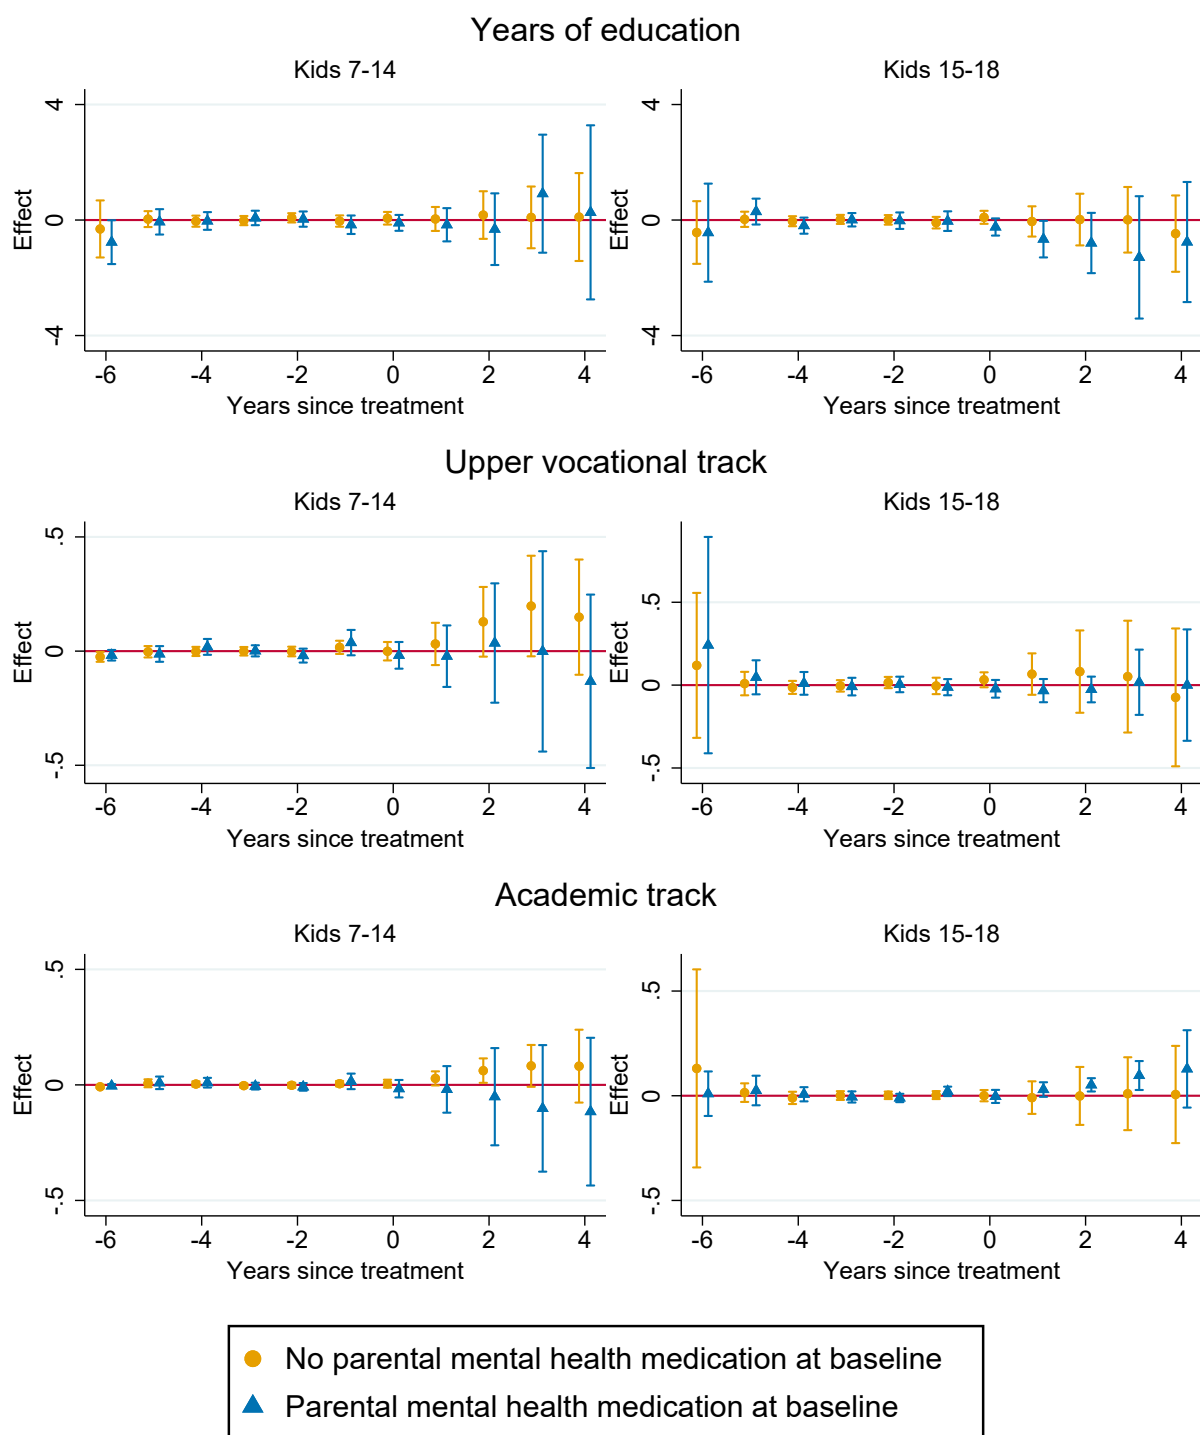 Years of education
Kids 7-14
Kids 15-18
4
0
-4
Effect
-6 -4 -2 0 2 4
Years since treatment
4
0
-4
Effect
-6 -4 -2 0 2 4
Years since treatment
Upper vocational track
Kids 7-14
Kids 15-18
.5
0
-.5
Effect
-6 -4 -2 0 2 4
Years since treatment
.5
0
-.5
Effect
-6 -4 -2 0 2 4
Years since treatment
Academic track
Kids 7-14
Kids 15-18
.5
0
-.5
Effect
-6 -4 -2 0 2 4
Years since treatment
.5
0
-.5
Effect
-6 -4 -2 0 2 4
Years since treatment
No parental mental health medication at baseline
Parental mental health medication at baseline